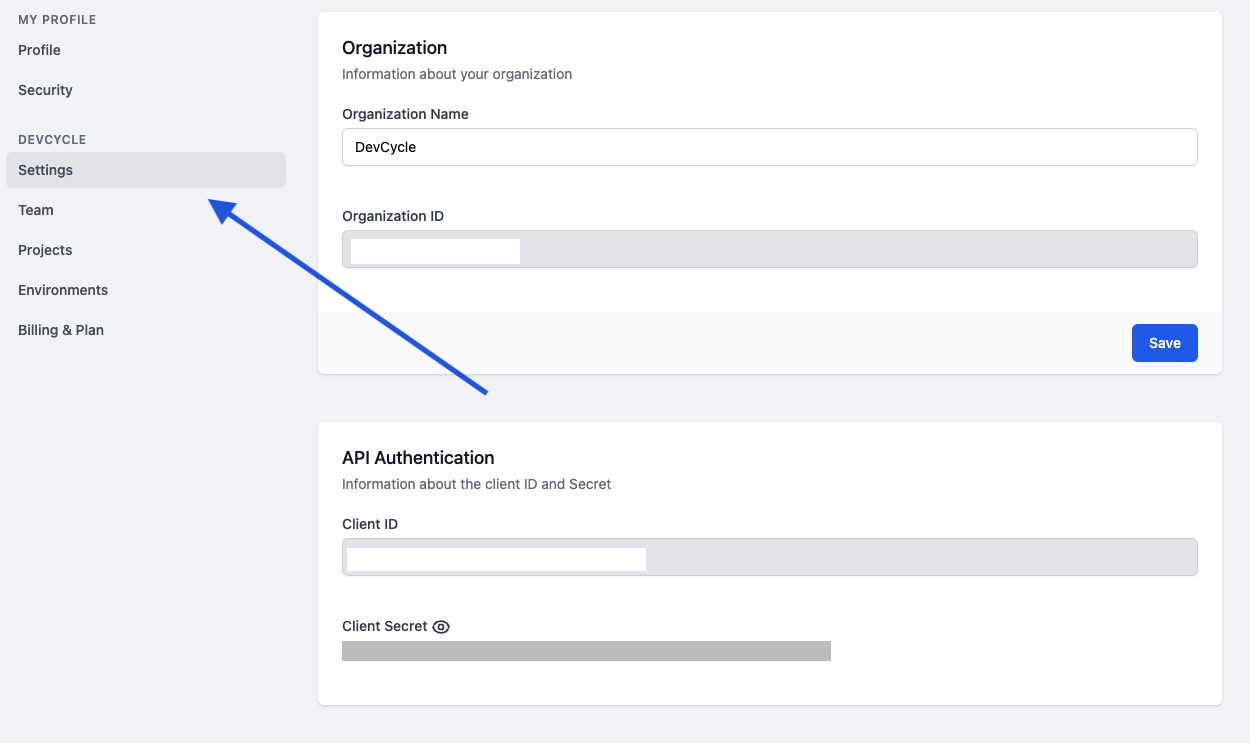 MY PROFILE
Profile
Security
DEVCYCLE
Settings
Team
Projects
Environments
Billing & Plan
Organization
Information about your organization
Organization Name
DevCycle
Organization ID
Save
API Authentication
Information about the client ID and Secret
Client ID
Client Secret